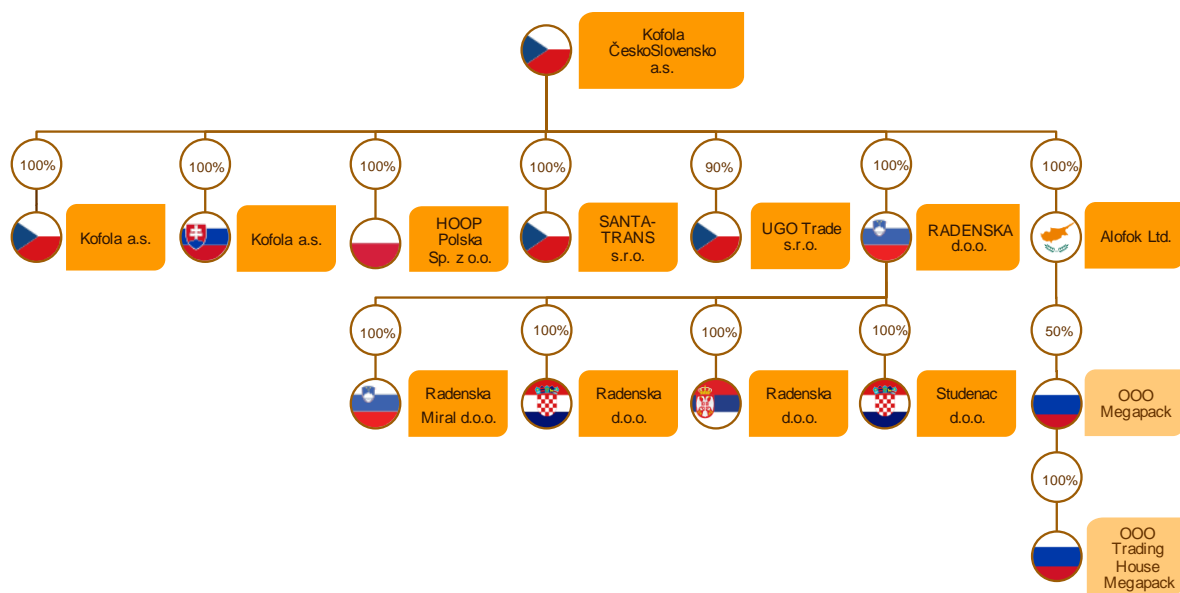 Kofola
ČeskoSlovensko
a.s.
100%
100%
100%
100%
90%
100%
100%
Kofola a.s.
Kofola a.s.
HOOP
Polska
Sp. z o.o.
SANTA-
TRANS
s.r.o.
UGO Trade
s.r.o.
RADENSKA
d.o.o.
Alofok Ltd.
100%
100%
100%
100%
50%
Radenska
Miral d.o.o.
Radenska
d.o.o.
Radenska
d.o.o.
Studenac
d.o.o.
OOO
Megapack
100%
OOO
Trading
House
Megapack